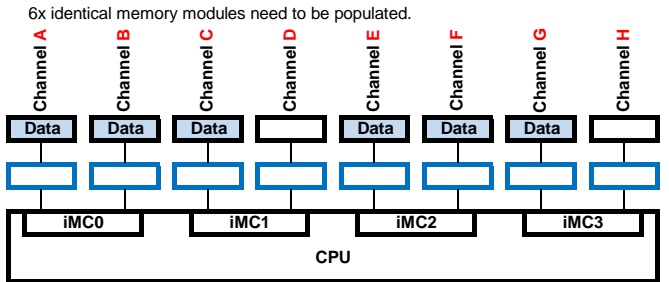 6x identical memory modules need to be populated.
Channel A
Channel B
Channel C
Channel D
Channel E
Channel F
Channel G
Channel H
Data
Data
Data
Data
Data
Data
iMC0
iMC1
iMC2
iMC3
CPU